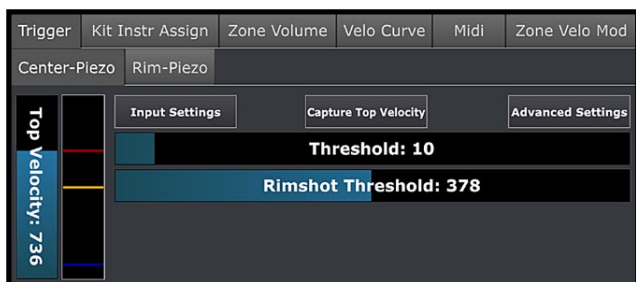 Trigger Kit Instr Assign Zone Volume Velo Curve Midi Zone Velo Mod
Center-Piezo Rim-Piezo
Top Velocity: 736
Input Settings Capture Top Velocity Advanced Settings
Threshold: 10
Rimshot Threshold: 378